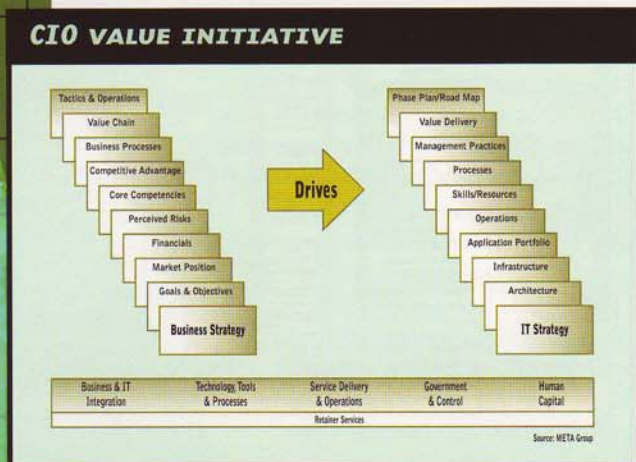 CIO VALUE INITIATIVE
Tactics & Operations
Value Chain
Business Processes
Competitive Advantage
Core Competencies
Perceived Risks
Financials
Market Position
Goals & Objectives
Business Strategy
Drives
Phase Plan/Road Map
Value Delivery
Management Practices
Processes
Skills/Resources
Operations
Application Portfolio
Infrastructure
Architecture
IT Strategy
Business & IT
Integration
Technology, Tools
& Processes
Service Delivery
& Operations
Government
& Control
Human
Capital
Retainer Services
Source: META Group